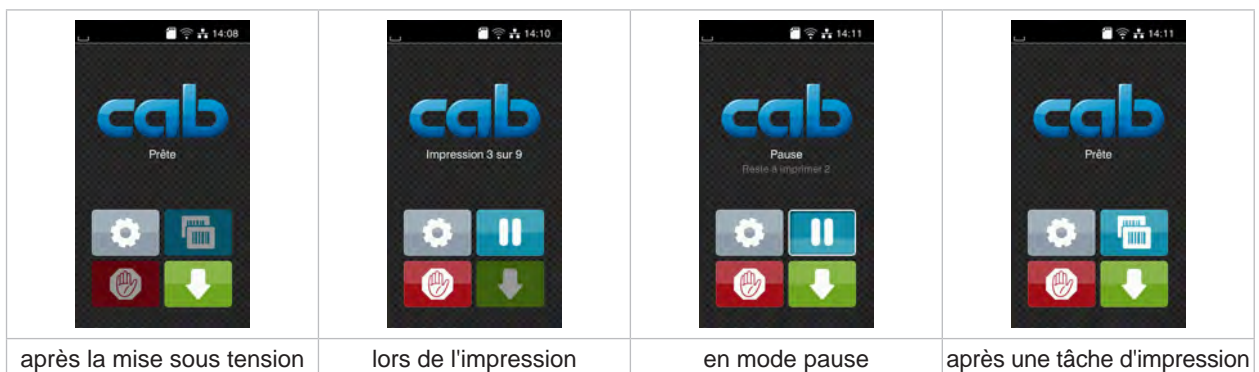 14:08
cab
Prête
14:10
cab
Impression 3 sur 9
14:11
cab
Pause
Reste à imprimer 2
14:11
cab
Prête
après la mise sous tension
lors de l'impression
en mode pause
après une tâche d'impression